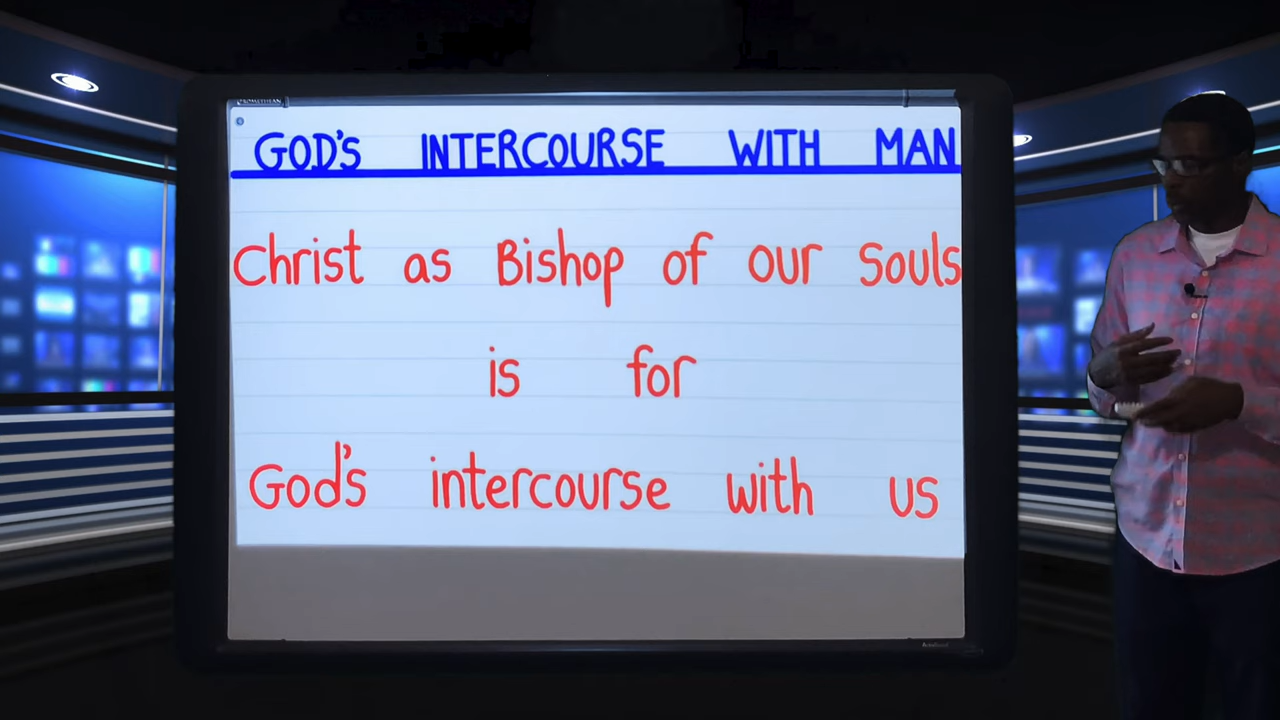 GOD'S INTERCOURSE WITH MAN
Christ as Bishop of our Souls
is for
God's intercourse with us